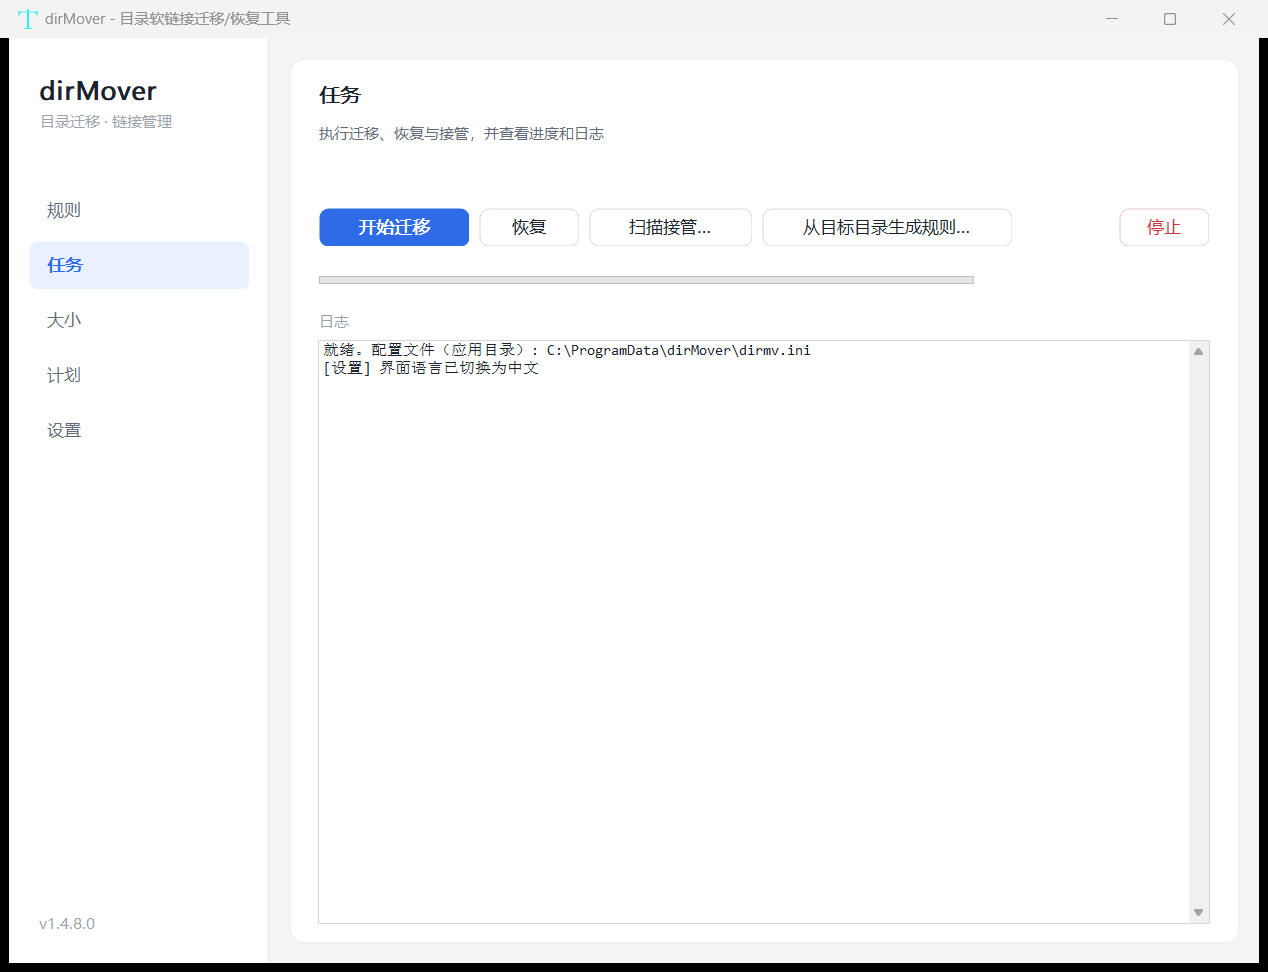 dirMover - 目录软链接迁移/恢复工具
dirMover
目录迁移 · 链接管理
规则
任务
大小
计划
设置
v1.4.8.0
任务
执行迁移、恢复与接管，并查看进度和日志
开始迁移 恢复 扫描接管... 从目标目录生成规则... 停止
日志
就绪。配置文件（应用目录）: C:\ProgramData\dirMover\dirmv.ini
[设置] 界面语言已切换为中文